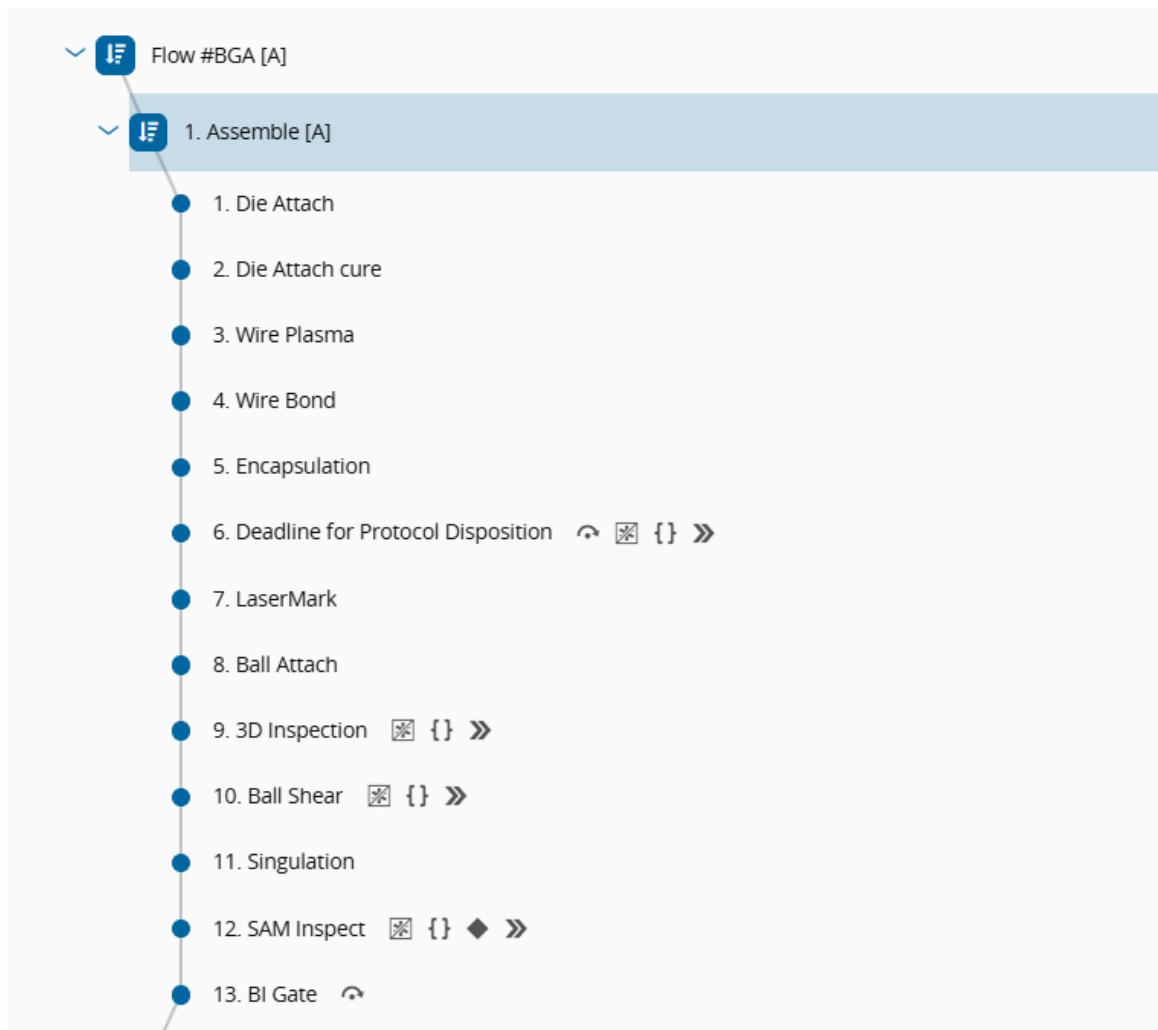 Flow #BGA [A]
1. Assemble [A]
1. Die Attach
2. Die Attach cure
3. Wire Plasma
4. Wire Bond
5. Encapsulation
6. Deadline for Protocol Disposition { }
7. LaserMark
8. Ball Attach
9. 3D Inspection { }
10. Ball Shear { }
11. Singulation
12. SAM Inspect { }
13. BI Gate